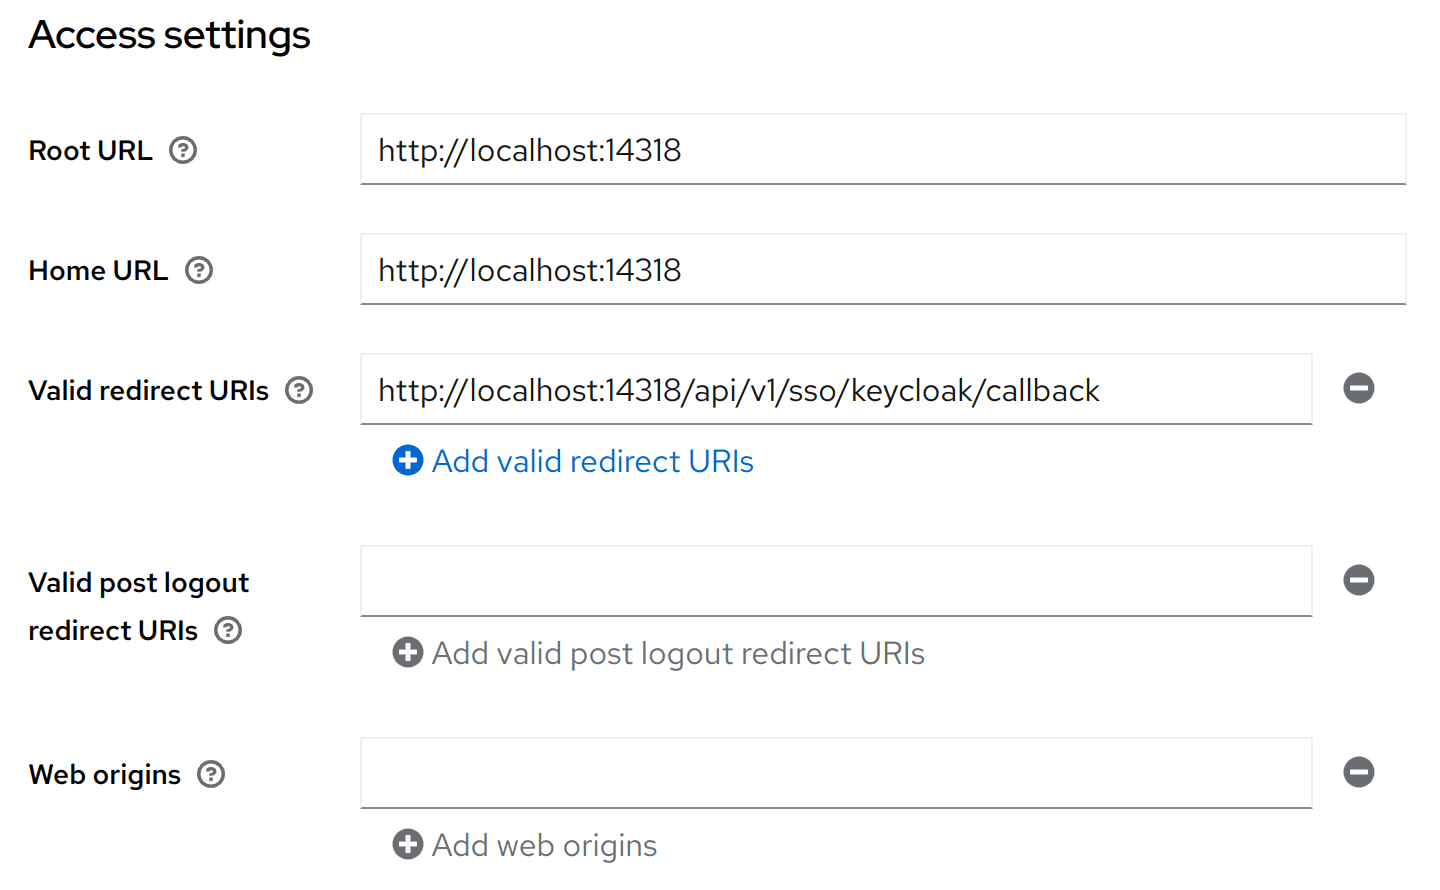 Access settings
Root URL
http://localhost:14318
Home URL
http://localhost:14318
Valid redirect URIs
http://localhost:14318/api/v1/sso/keycloak/callback
Add valid redirect URIs
Valid post logout
redirect URIs
Add valid post logout redirect URIs
Web origins
Add web origins